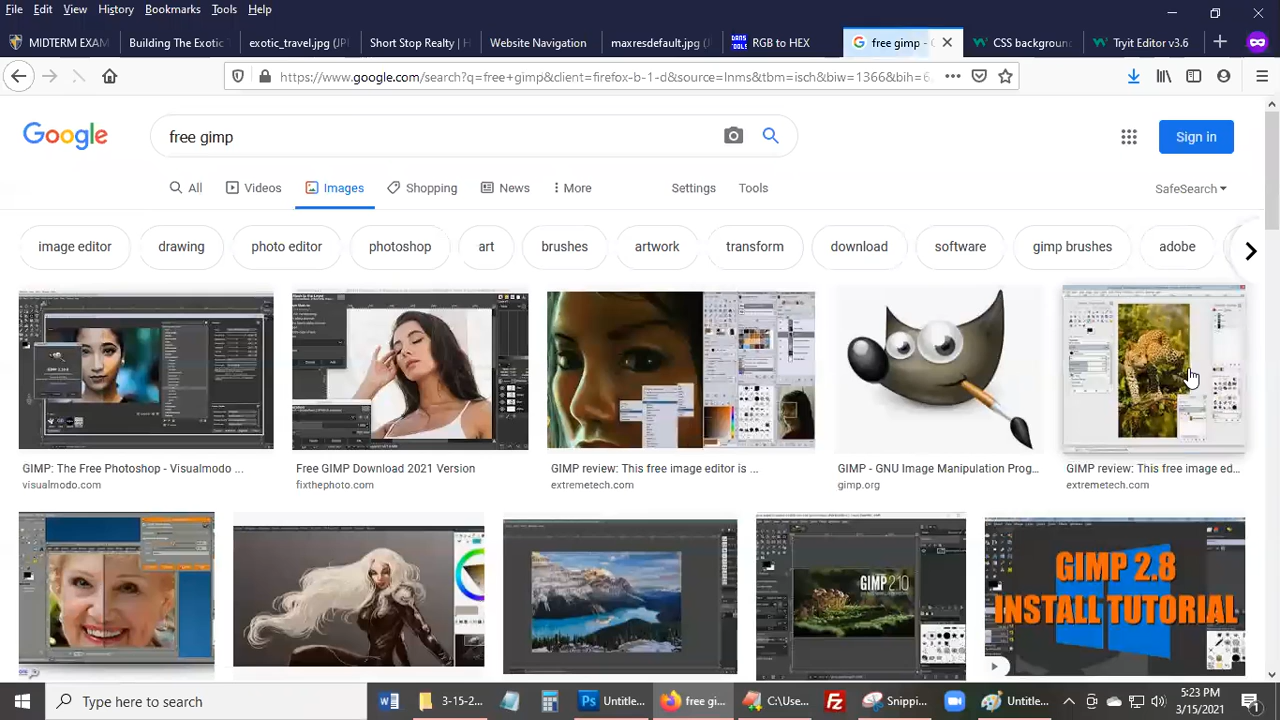 File Edit View History Bookmarks Tools Help
MIDTERM EXAM Building The E celtic_travel.jpg (JPE Short Stop Realty | H Website Navigation maxresdefault.jpg ( RGB to HEX free gimp - G CSS background Tryit Editor v3.6
https://www.google.com/search?q=free+gimp&client=firefox-b-1-d&source=lnms&tbm=isch&biw=1366&bih=6
Google
free gimp
Sign in
All Videos Images Shopping News More Settings Tools SafeSearch
image editor drawing photo editor photoshop art brushes artwork transform download software gimp brushes adobe
GIMP: The Free Photoshop - Visualmodo ...
visualmodo.com
Free GIMP Download 2021 Version
fixthephoto.com
GIMP review: This free image editor is ...
extremetech.com
GIMP - GNU Image Manipulation Prog...
gimp.org
GIMP review: This free image ed...
extremetech.com
GIMP 2.10
GIMP 2.8
INSTALL TUTORIAL
Type here to search
3-15-2... Untitle... free gi... C:\Use... Snippi... Untitle...
5:23 PM
3/15/2021